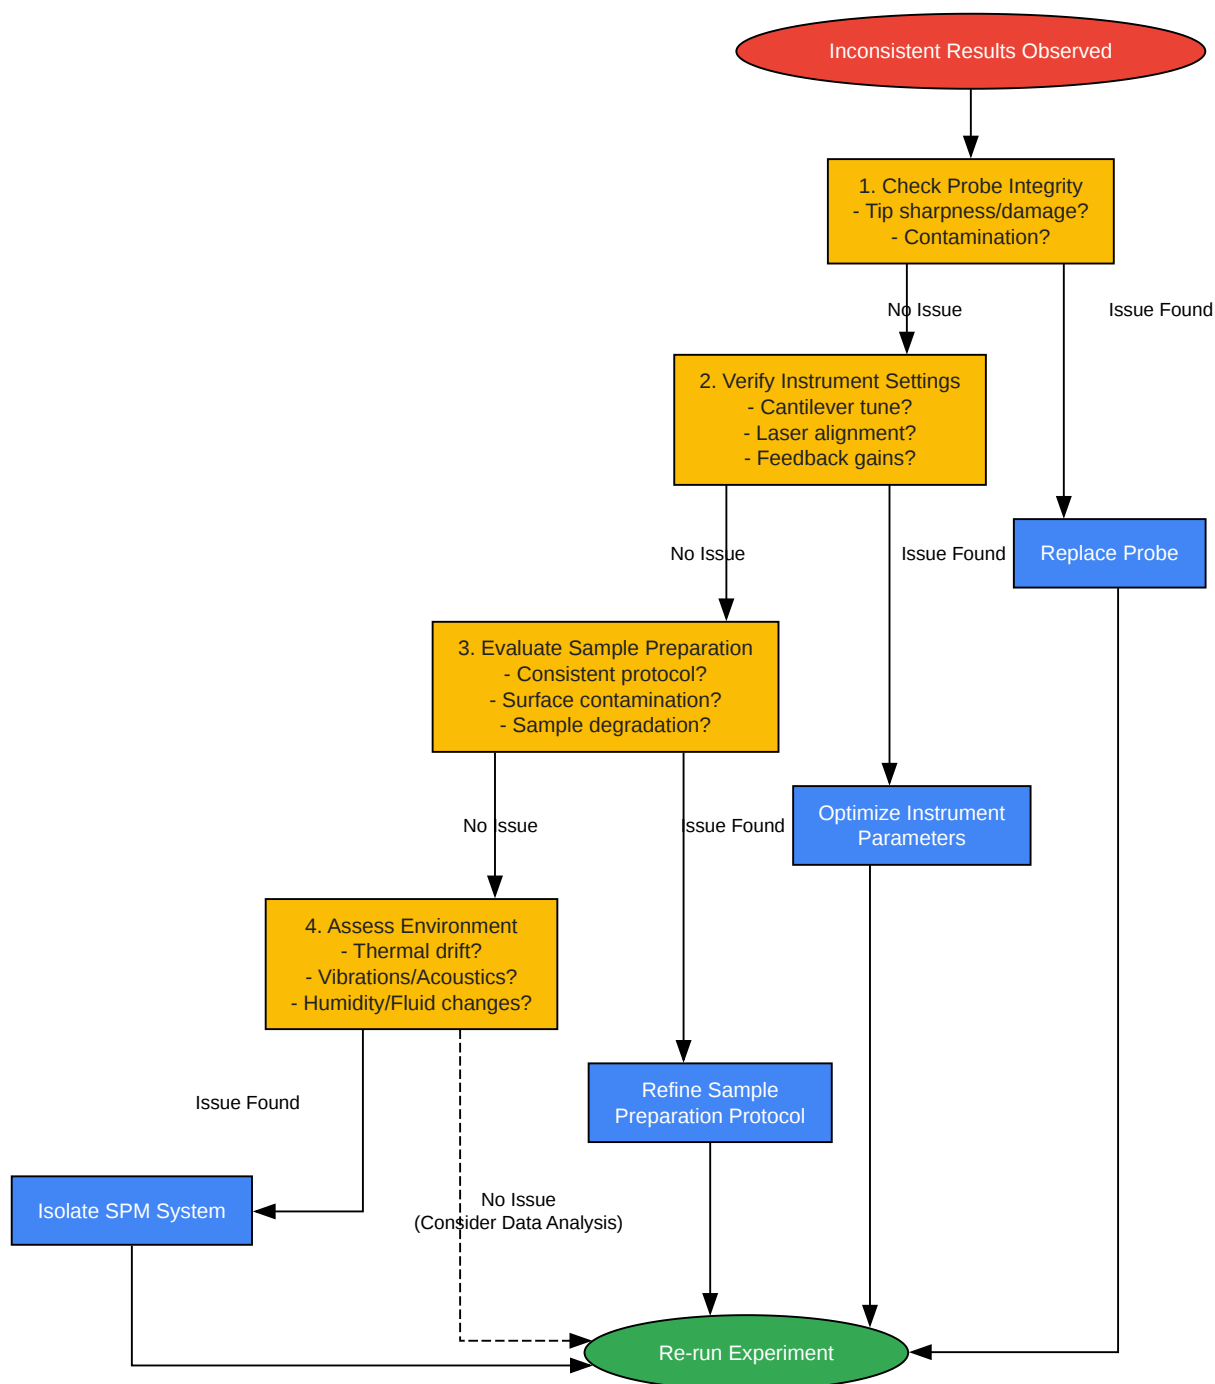 Inconsistent Results Observed
1. Check Probe Integrity
- Tip sharpness/damage?
- Contamination?
No Issue
Issue Found
2. Verify Instrument Settings
- Cantilever tune?
- Laser alignment?
- Feedback gains?
No Issue
Issue Found
Replace Probe
3. Evaluate Sample Preparation
- Consistent protocol?
- Surface contamination?
- Sample degradation?
No Issue
Issue Found
Optimize Instrument
Parameters
4. Assess Environment
- Thermal drift?
- Vibrations/Acoustics?
- Humidity/Fluid changes?
Issue Found
Refine Sample
Preparation Protocol
No Issue
(Consider Data Analysis)
Isolate SPM System
Re-run Experiment